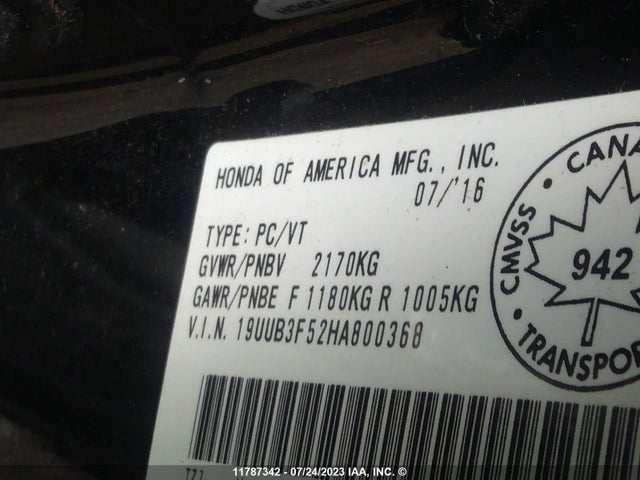 HONDA OF AMERICA MFG., INC.
07/'16
TYPE: PC/VT
GVWR/PNBV 2170KG
GAWR/PNBE F 1180KG R 1005KG
V.I.N. 19UUB3F52HA800368
CANA
CMVSS
942
TRANSPO
11787342 - 07/24/2023 IAA, INC. ©